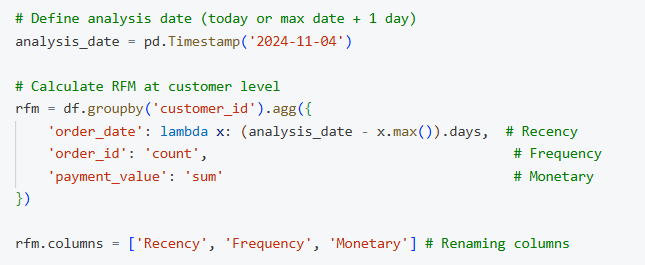 # Define analysis date (today or max date + 1 day)
analysis_date = pd.Timestamp('2024-11-04')

# Calculate RFM at customer level
rfm = df.groupby('customer_id').agg({
    'order_date': lambda x: (analysis_date - x.max()).days,  # Recency
    'order_id': 'count',                                      # Frequency
    'payment_value': 'sum'                                    # Monetary
})

rfm.columns = ['Recency', 'Frequency', 'Monetary'] # Renaming columns